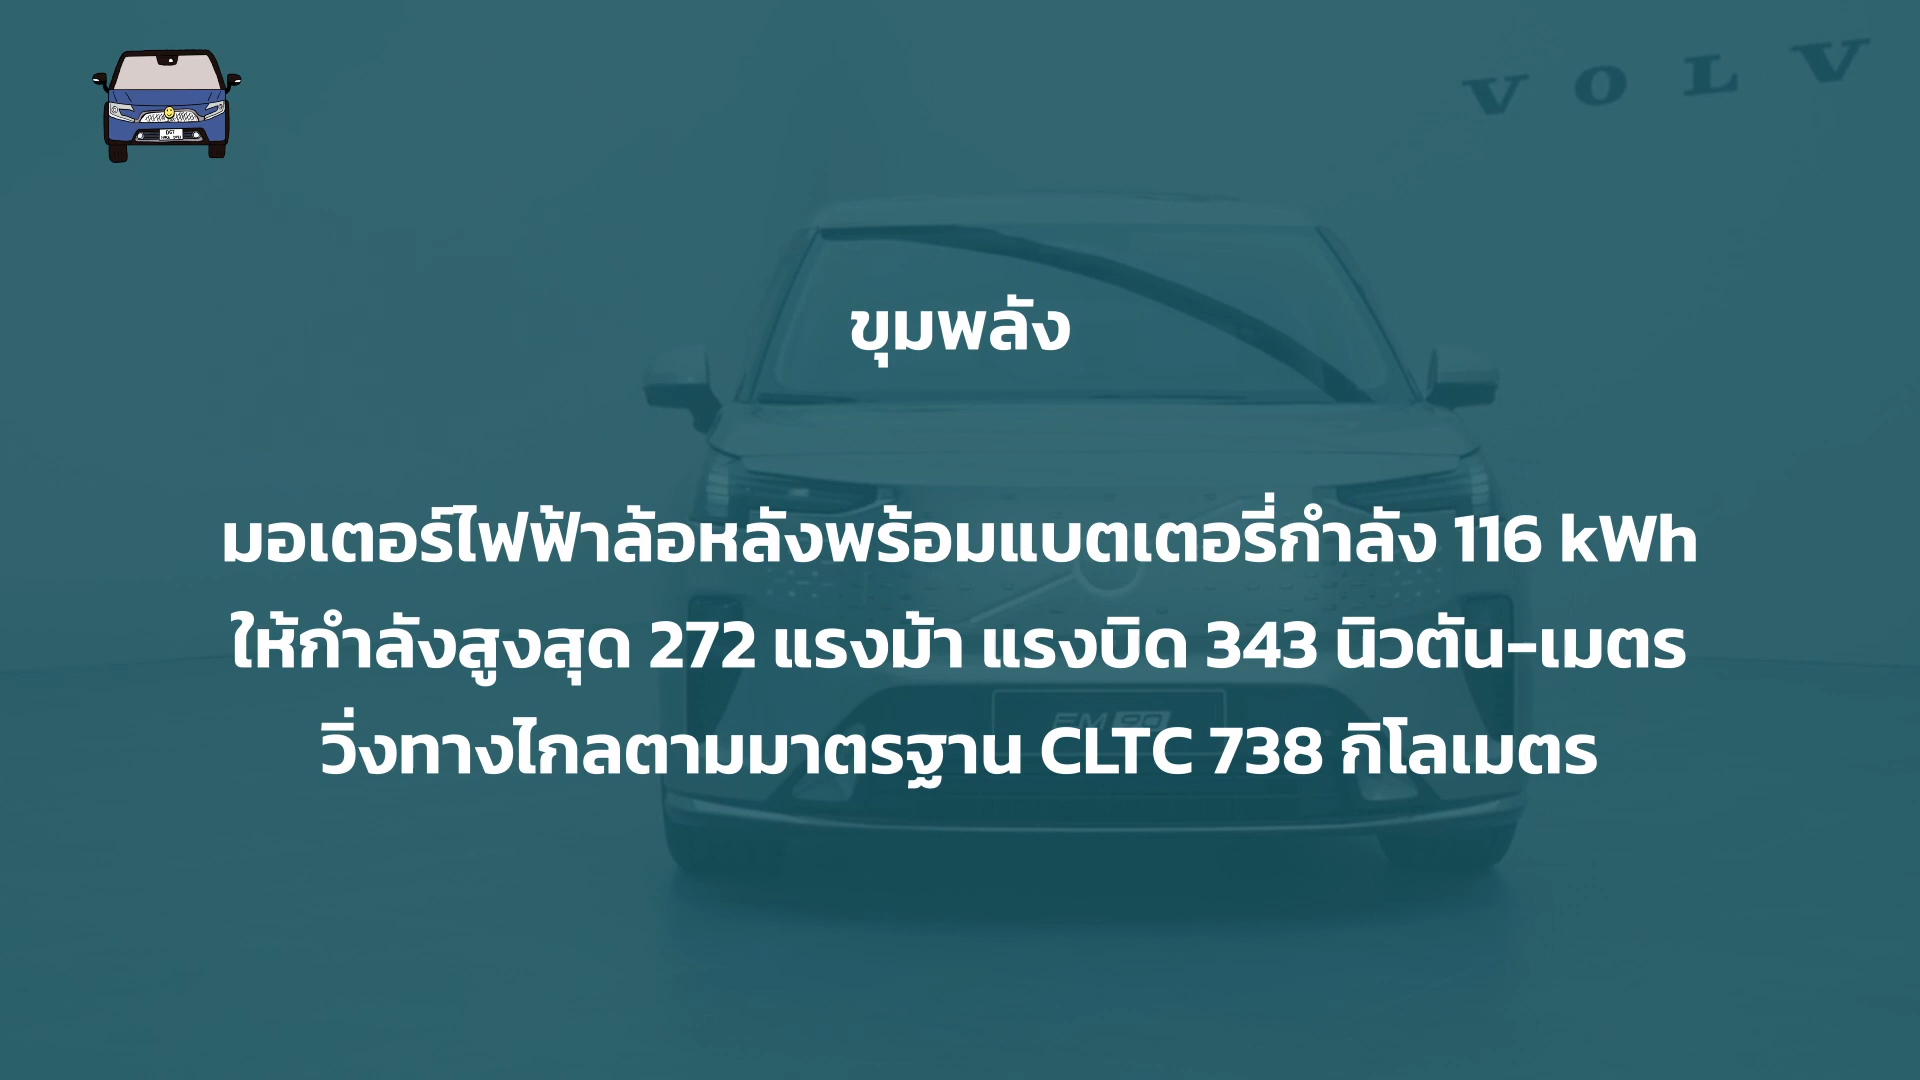 VOLV
ขุมพลัง
มอเตอร์ไฟฟ้าล้อหลังพร้อมแบตเตอรี่กำลัง 116 kWh
ให้กำลังสูงสุด 272 แรงม้า แรงบิด 343 นิวตัน-เมตร
EM90
วิ่งทางไกลตามมาตรฐาน CLTC 738 กิโลเมตร